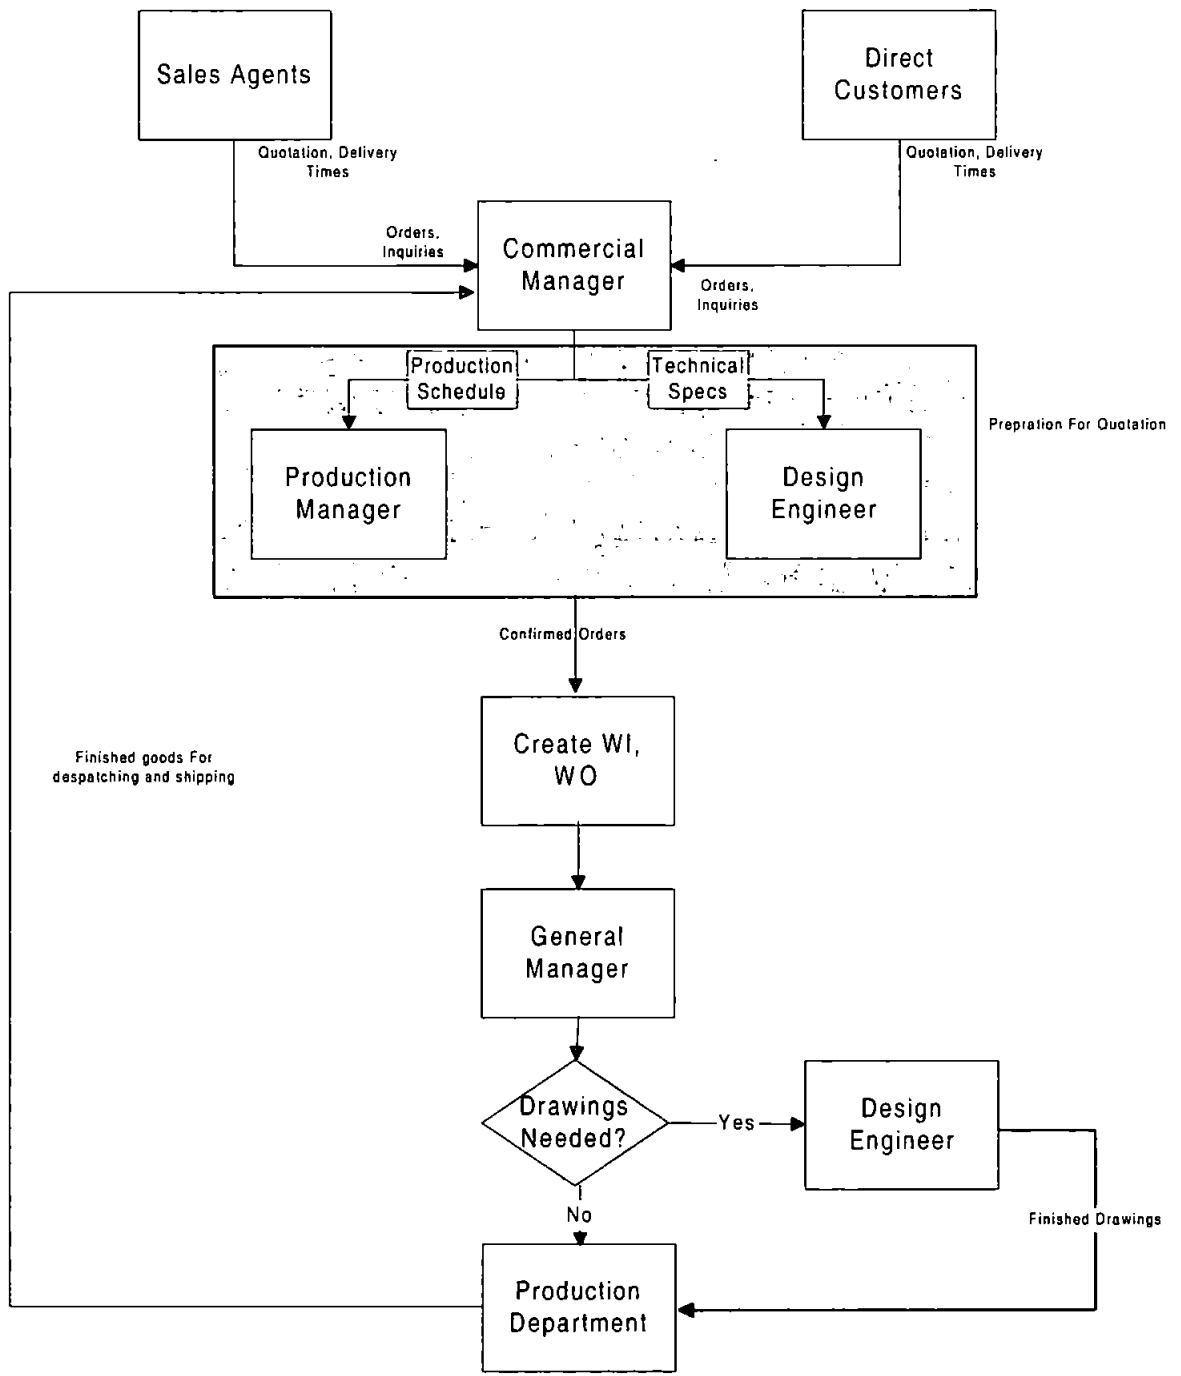 Sales Agents
Direct
Customers
Quotation, Delivery
Times
Quotation, Delivery
Times
Orders,
Inquiries
Commercial
Manager
Orders,
Inquiries
Production
Schedule
Technical
Specs
Prepration For Quotation
Production
Manager
Design
Engineer
Confirmed Orders
Create WI,
WO
Finished goods For
despatching and shipping
General
Manager
Drawings
Needed?
Yes
Design
Engineer
No
Finished Drawings
Production
Department